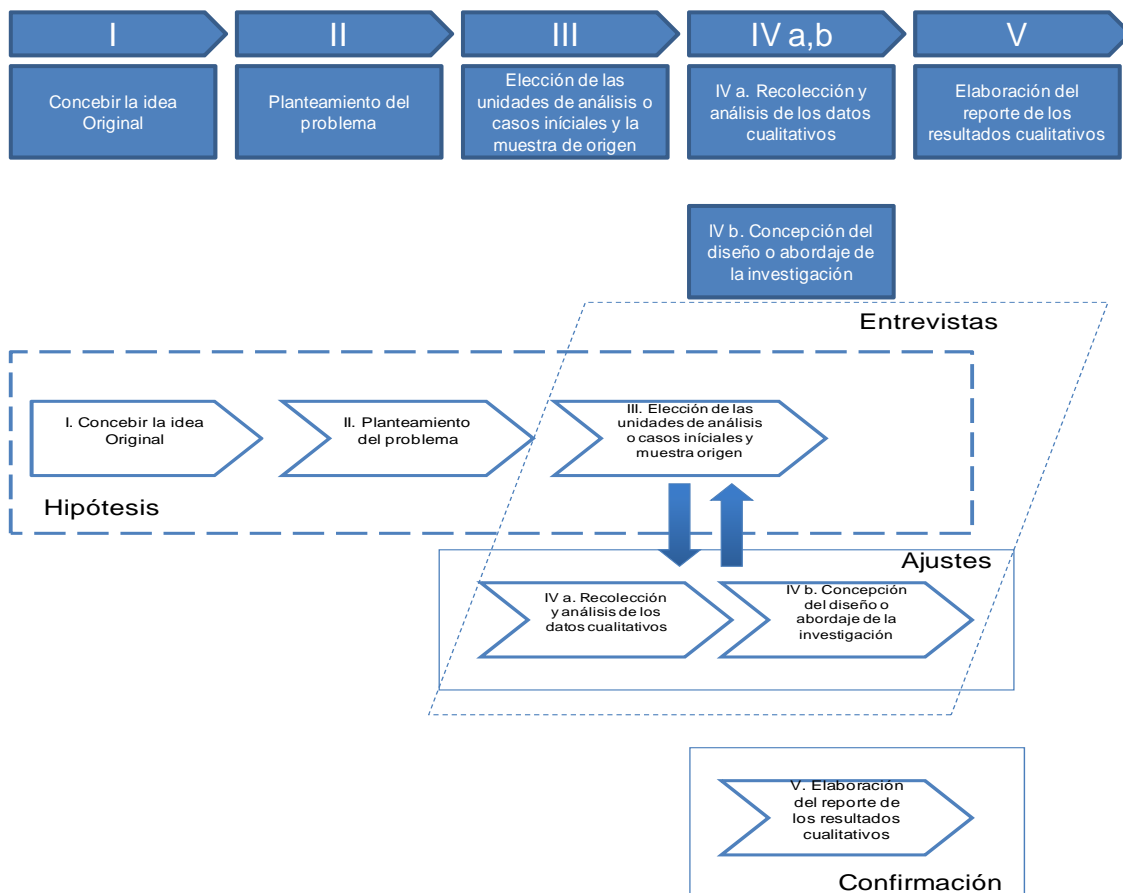 I
II
III
IV a,b
V
Concebir la idea
Original
Planteamiento del
problema
Elección de las
unidades de análisis o
casos iníciales y la
muestra de origen
IV a. Recolección y
análisis de los datos
cualitativos
Elaboración del
reporte de los
resultados cualitativos
IV b. Concepción del
diseño o abordaje de
la investigación
Entrevistas
I. Concebir la idea
Original
II. Planteamiento
del problema
III. Elección de las
unidades de análisis
o casos iníciales y
muestra origen
Hipótesis
Ajustes
IV a. Recolección
y análisis de los
datos cualitativos
IV b. Concepción
del diseño o
abordaje de la
investigación
V. Elaboración
del reporte de
los resultados
cualitativos
Confirmación